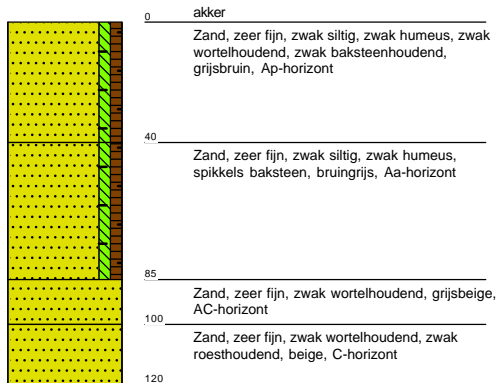 0
akker
Zand, zeer fijn, zwak siltig, zwak humeus, zwak
wortelhoudend, zwak baksteenhoudend,
grijsbruin, Ap-horizont
40
Zand, zeer fijn, zwak siltig, zwak humeus,
spikkels baksteen, bruingrijs, Aa-horizont
85
Zand, zeer fijn, zwak wortelhoudend, grijsbeige,
AC-horizont
100
Zand, zeer fijn, zwak wortelhoudend, zwak
roesthoudend, beige, C-horizont
120